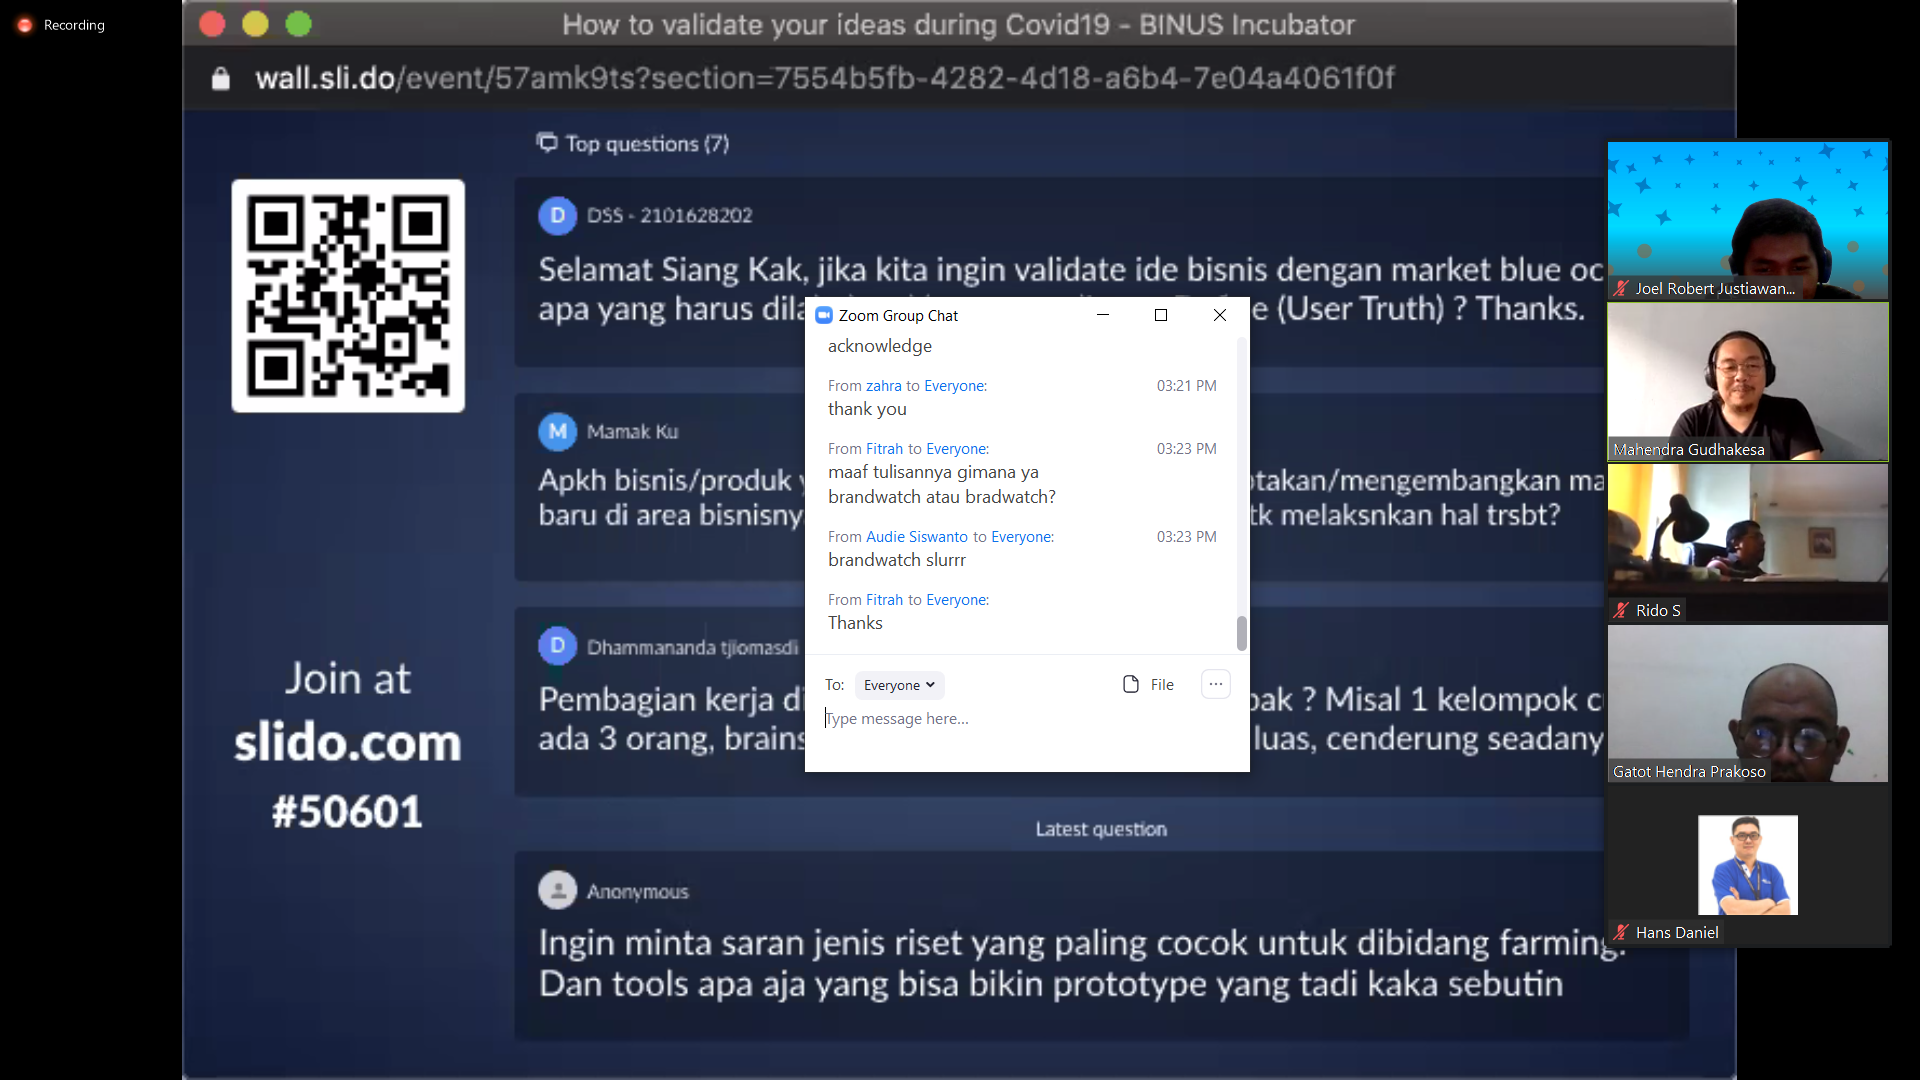 Recording
How to validate your ideas during Covid19 - BINUS Incubator
wall.sli.do/event/57amk9ts?section=7554b5fb-4282-4d18-a6b4-7e04a4061f0f
Top questions (7)
D DSS - 2101628202
Selamat Siang Kak, jika kita ingin validate ide bisnis dengan market blue oc
apa yang harus dila
e (User Truth) ? Thanks.
M Mamak Ku
Apkh bisnis/produk
takan/mengembangkan ma
baru di area bisnisny
tk melaksnkan hal trsbt?
D Dhammananda tjiomasdi
Pembagian kerja di
pak ? Misal 1 kelompok c
ada 3 orang, brains
luas, cenderung seadany
Latest question
Anonymous
Ingin minta saran jenis riset yang paling cocok untuk dibidang farming.
Dan tools apa aja yang bisa bikin prototype yang tadi kaka sebutin
Join at
slido.com
#50601
Zoom Group Chat
acknowledge
From zahra to Everyone: 03:21 PM
thank you
From Fitrah to Everyone: 03:23 PM
maaf tulisannya gimana ya
brandwatch atau bradwatch?
From Audie Siswanto to Everyone: 03:23 PM
brandwatch slurrr
From Fitrah to Everyone:
Thanks
To: Everyone File
Type message here...
Joel Robert Justiawan...
Mahendra Gudhakesa
Rido S
Gatot Hendra Prakoso
Hans Daniel